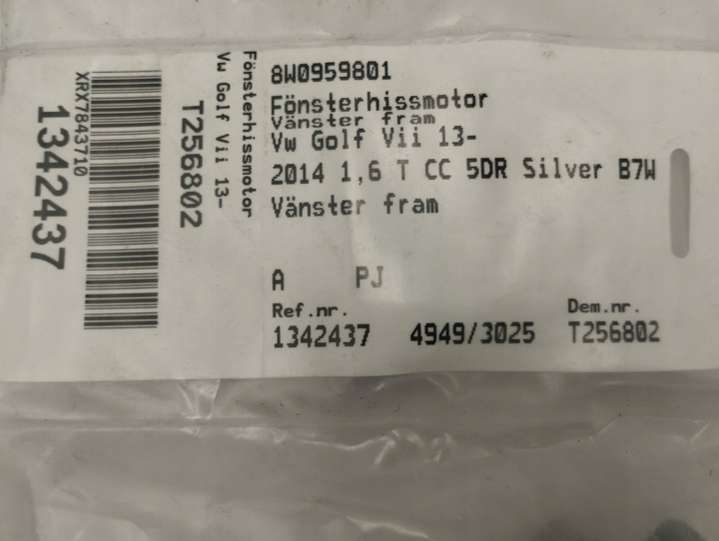 XRX7843710
1342437
T256802
Vw Golf Vii 13-
Fönsterhissmotor
8W0959801
Fönsterhissmotor
Vänster fram
Vw Golf Vii 13-
2014 1,6 T CC 5DR Silver B7W
Vänster fram
A PJ
Ref.nr. Dem.nr.
1342437 4949/3025 T256802